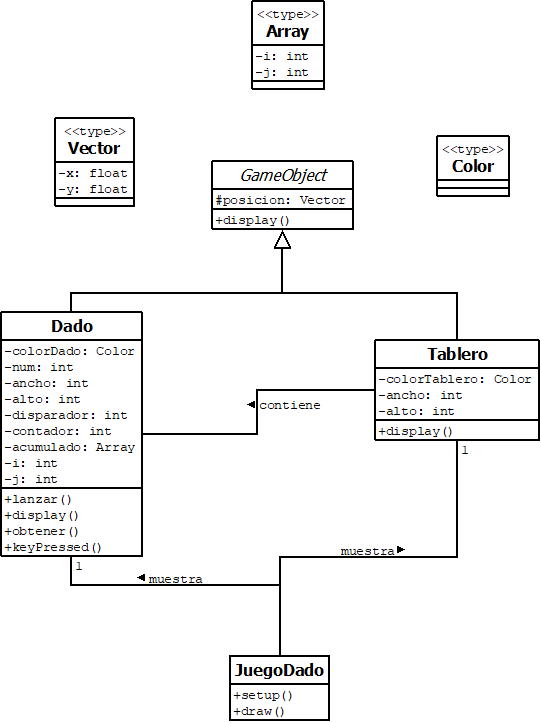 <<type>>
Array
-i: int
-j: int
<<type>>
Vector
-x: float
-y: float
<<type>>
Color
GameObject
#posicion: Vector
+display()
Dado
-colorDado: Color
-num: int
-ancho: int
-alto: int
-disparador: int
-contador: int
-acumulado: Array
-i: int
-j: int
+lanzar()
+display()
+obtener()
+keyPressed()
contiene
Tablero
-colorTablero: Color
-ancho: int
-alto: int
+display()
1
muestra
1
muestra
JuegoDado
+setup()
+draw()